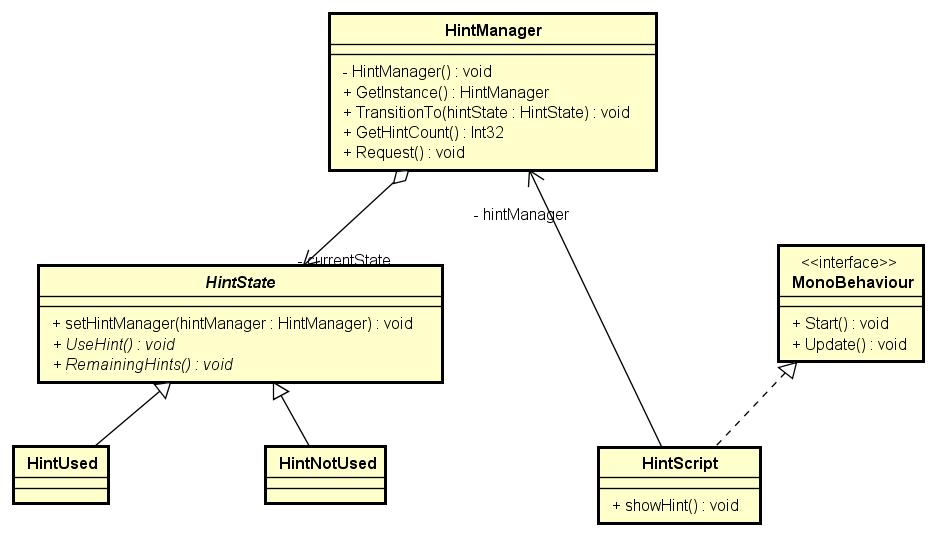 HintManager
- HintManager() : void
+ GetInstance() : HintManager
+ TransitionTo(hintState : HintState) : void
+ GetHintCount() : Int32
+ Request() : void
- hintManager
- currentState
HintState
+ setHintManager(hintManager : HintManager) : void
+ UseHint() : void
+ RemainingHints() : void
<<interface>>
MonoBehaviour
+ Start() : void
+ Update() : void
HintUsed
HintNotUsed
HintScript
+ showHint() : void